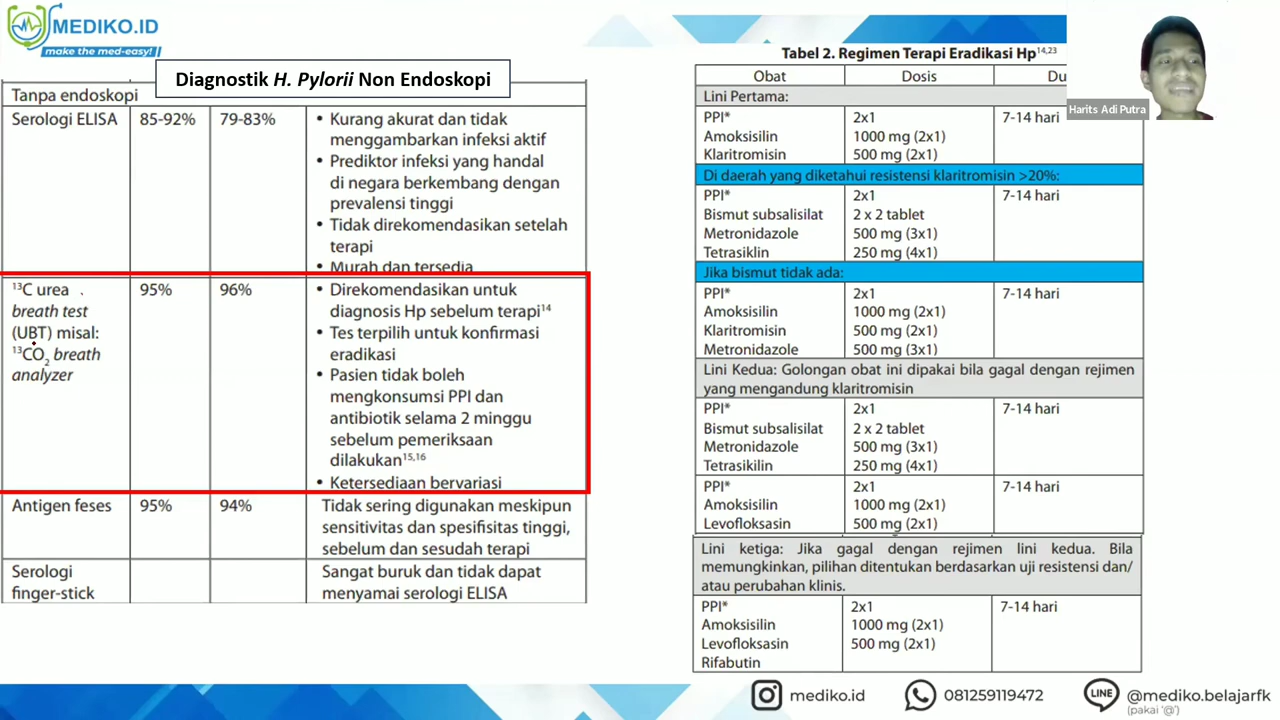 MEDIKO.ID
make the med-easy!
Diagnostik H. Pylorii Non Endoskopi
Tanpa endoskopi
Serologi ELISA 85-92% 79-83%
• Kurang akurat dan tidak
menggambarkan infeksi aktif
• Prediktor infeksi yang handal
di negara berkembang dengan
prevalensi tinggi
• Tidak direkomendasikan setelah
terapi
• Murah dan tersedia
¹³C urea
breath test
(UBT) misal:
¹³CO₂ breath
analyzer
95% 96%
• Direkomendasikan untuk
diagnosis Hp sebelum terapi¹⁴
• Tes terpilih untuk konfirmasi
eradikasi
• Pasien tidak boleh
mengkonsumsi PPI dan
antibiotik selama 2 minggu
sebelum pemeriksaan
dilakukan¹⁵,¹⁶
• Ketersediaan bervariasi
Antigen feses 95% 94%
Tidak sering digunakan meskipun
sensitivitas dan spesifisitas tinggi,
sebelum dan sesudah terapi
Serologi
finger-stick
Sangat buruk dan tidak dapat
menyamai serologi ELISA
Tabel 2. Regimen Terapi Eradikasi Hp¹⁴,²³
Obat Dosis Du
Lini Pertama:
PPI* 2x1 7-14 hari
Amoksisilin 1000 mg (2x1)
Klaritromisin 500 mg (2x1)
Di daerah yang diketahui resistensi klaritromisin >20%:
PPI* 2x1 7-14 hari
Bismut subsalisilat 2 x 2 tablet
Metronidazole 500 mg (3x1)
Tetrasiklin 250 mg (4x1)
Jika bismut tidak ada:
PPI* 2x1 7-14 hari
Amoksisilin 1000 mg (2x1)
Klaritromisin 500 mg (2x1)
Metronidazole 500 mg (3x1)
Lini Kedua: Golongan obat ini dipakai bila gagal dengan rejimen
yang mengandung klaritromisin
PPI* 2x1 7-14 hari
Bismut subsalisilat 2 x 2 tablet
Metronidazole 500 mg (3x1)
Tetrasikilin 250 mg (4x1)
PPI* 2x1 7-14 hari
Amoksisilin 1000 mg (2x1)
Levofloksasin 500 mg (2x1)
Lini ketiga: Jika gagal dengan rejimen lini kedua. Bila
memungkinkan, pilihan ditentukan berdasarkan uji resistensi dan/
atau perubahan klinis.
PPI* 2x1 7-14 hari
Amoksisilin 1000 mg (2x1)
Levofloksasin 500 mg (2x1)
Rifabutin
Harits Adi Putra
mediko.id
081259119472
LINE
@mediko.belajarfk
(pakai '@')